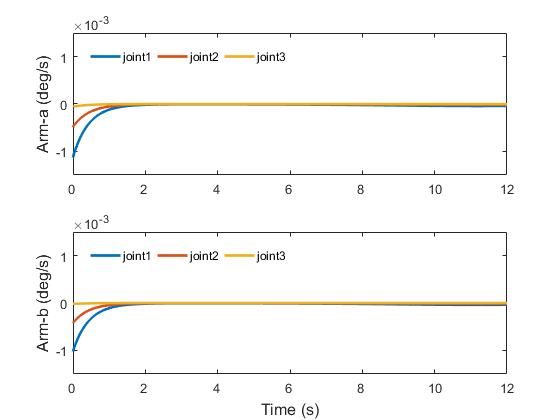 ×10-3
1
joint1 joint2 joint3
0
-1
Arm-a (deg/s)
0 2 4 6 8 10 12
×10-3
1
joint1 joint2 joint3
0
-1
Arm-b (deg/s)
0 2 4 6 8 10 12
Time (s)